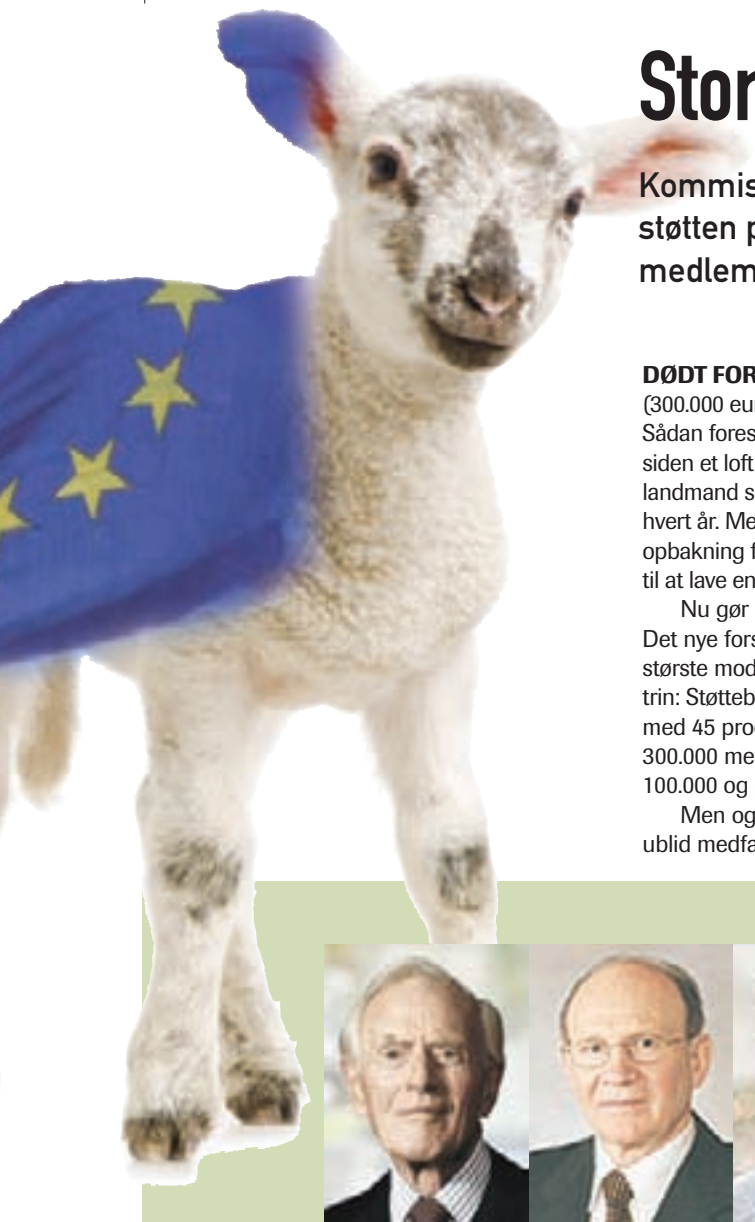 Stor
Kommis
støtten p
medlem
DØDT FOR
(300.000 eur
Sådan fores
siden et loft
landmand s
hvert år. Me
opbakning f
til at lave en
Nu gør
Det nye fors
største mod
trin: Støtteb
med 45 pro
300.000 me
100.000 og
Men og
ublid medfa